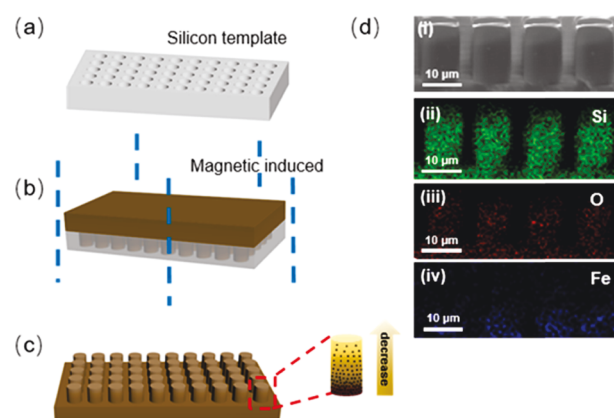 (a)
Silicon template
Magnetic induced
(b)
(c)
decrease
(d)
(i)
10 μm
(ii)
Si
10 μm
(iii)
O
10 μm
(iv)
Fe
10 μm